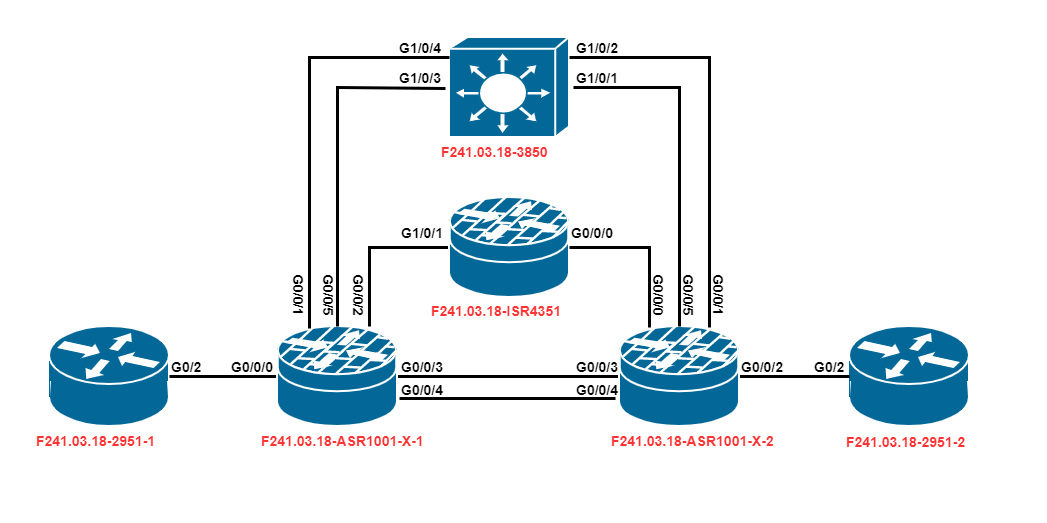 G1/0/4
G1/0/2
G1/0/3
G1/0/1
F241.03.18-3850
G1/0/1
G0/0/0
G0/0/1
G0/0/5
G0/0/2
G0/0/0
G0/0/5
G0/0/1
F241.03.18-ISR4351
G0/2
G0/0/0
G0/0/3
G0/0/3
G0/0/2
G0/2
G0/0/4
G0/0/4
F241.03.18-2951-1
F241.03.18-ASR1001-X-1
F241.03.18-ASR1001-X-2
F241.03.18-2951-2